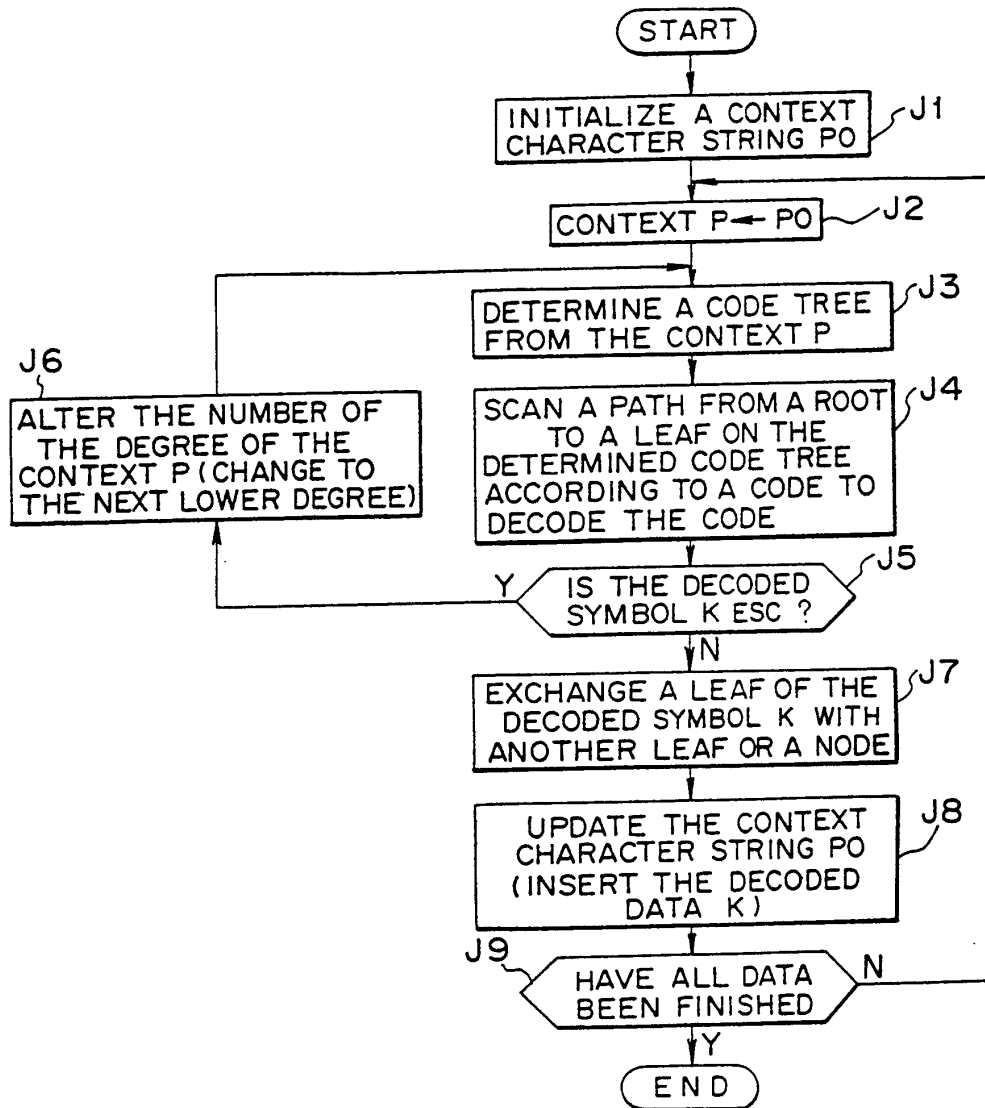 START
INITIALIZE A CONTEXT
CHARACTER STRING PO
J1
CONTEXT P ← PO
J2
DETERMINE A CODE TREE
FROM THE CONTEXT P
J3
SCAN A PATH FROM A ROOT
TO A LEAF ON THE
DETERMINED CODE TREE
ACCORDING TO A CODE TO
DECODE THE CODE
J4
IS THE DECODED
SYMBOL K ESC ?
J5
Y
N
J6
ALTER THE NUMBER OF
THE DEGREE OF THE
CONTEXT P (CHANGE TO
THE NEXT LOWER DEGREE)
EXCHANGE A LEAF OF THE
DECODED SYMBOL K WITH
ANOTHER LEAF OR A NODE
J7
UPDATE THE CONTEXT
CHARACTER STRING PO
(INSERT THE DECODED
DATA K)
J8
J9
HAVE ALL DATA
BEEN FINISHED
N
Y
END